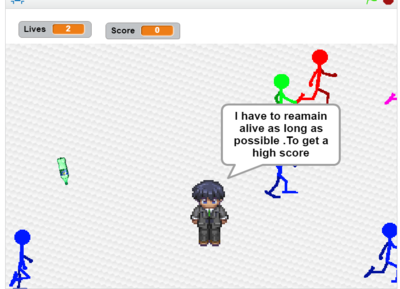 Lives 2 Score 0
I have to reamain
alive as long as
possible .To get a
high score